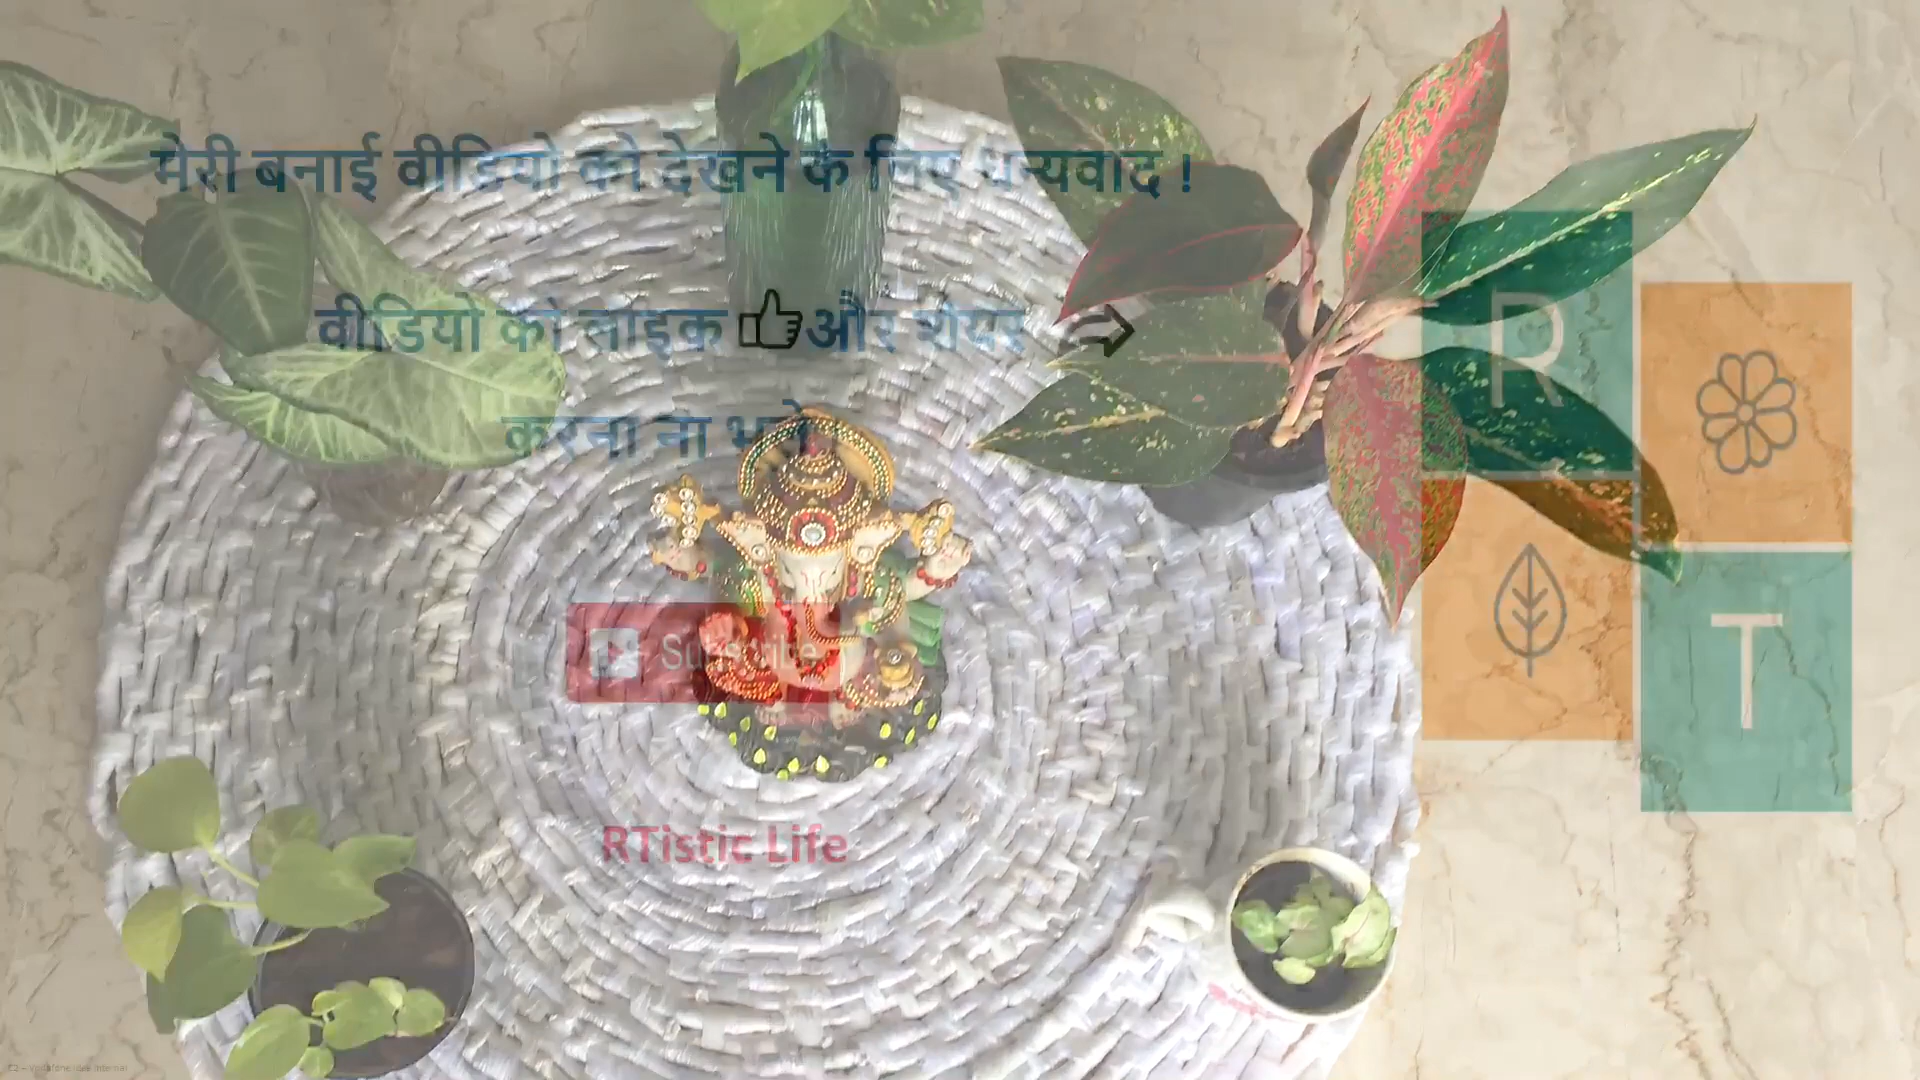 मेरी बनाई वीडियो को देखने के लिए धन्यवाद !
वीडियो को लाइक और शेयर
करना ना
Subscribe
RTistic Life
R
T